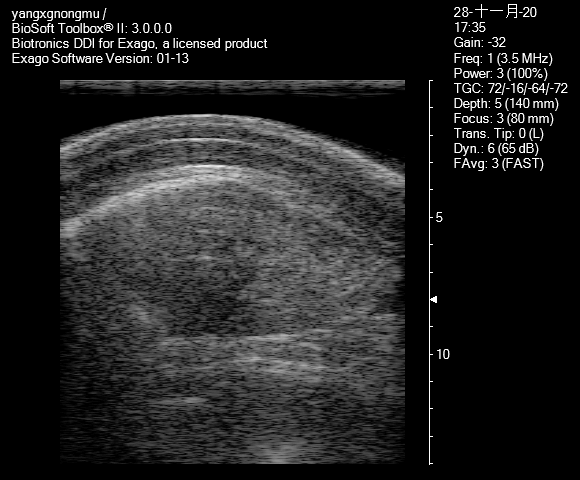 yangxgnongmu /
BioSoft Toolbox® II: 3.0.0.0
Biotronics DDI for Exago, a licensed product
Exago Software Version: 01-13
28-十一月-20
17:35
Gain: -32
Freq: 1 (3.5 MHz)
Power: 3 (100%)
TGC: 72/-16/-64/-72
Depth: 5 (140 mm)
Focus: 3 (80 mm)
Trans. Tip: 0 (L)
Dyn.: 6 (65 dB)
FAvg: 3 (FAST)
5
10